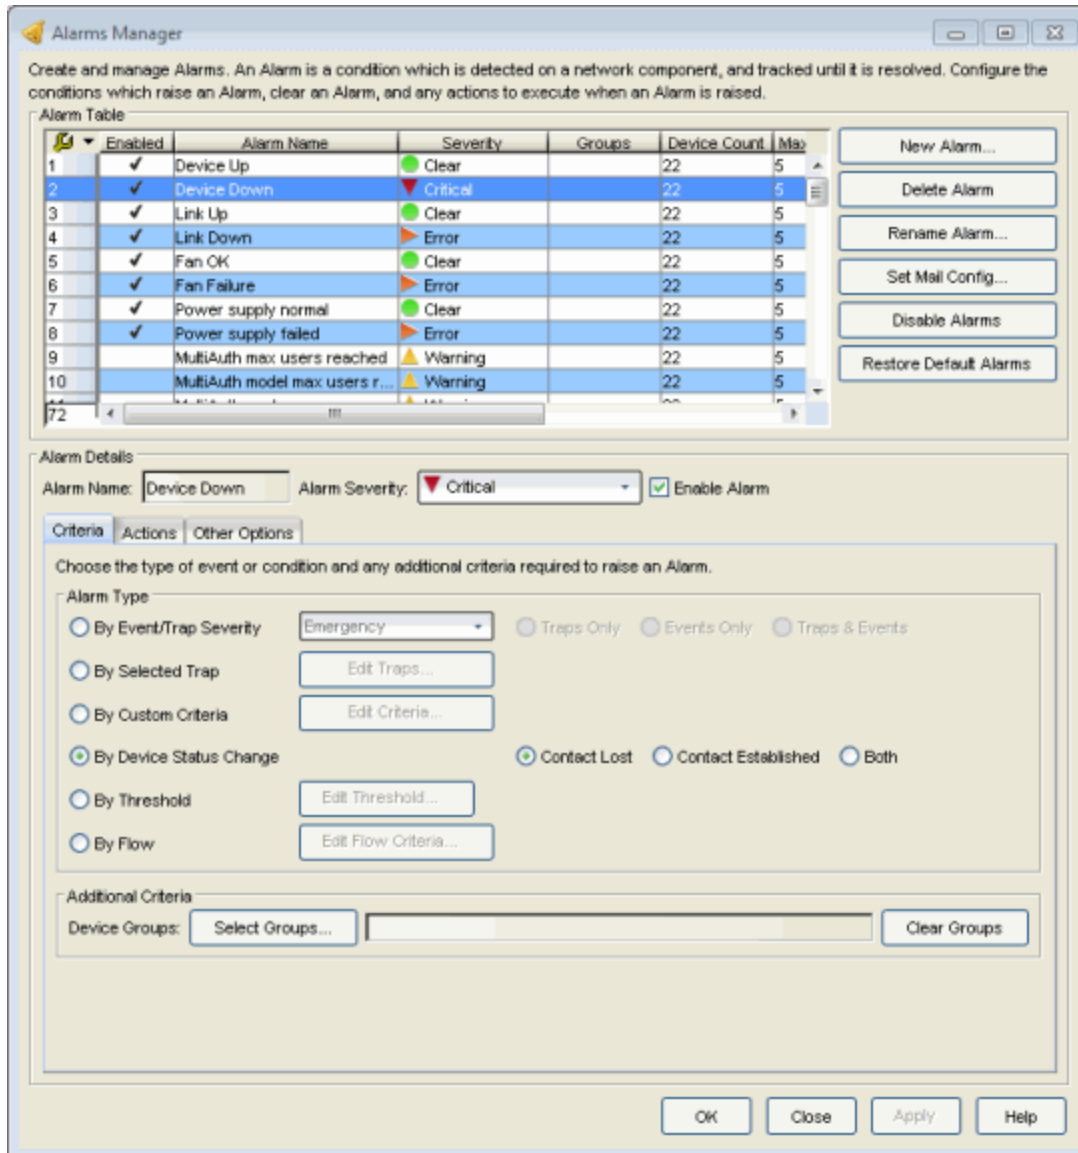 Alarms Manager
Create and manage Alarms. An Alarm is a condition which is detected on a network component, and tracked until it is resolved. Configure the
conditions which raise an Alarm, clear an Alarm, and any actions to execute when an Alarm is raised.
Alarm Table
Enabled Alarm Name Severity Groups Device Count Max
1 Device Up Clear 22 5
2 Device Down Critical 22 5
3 Link Up Clear 22 5
4 Link Down Error 22 5
5 Fan OK Clear 22 5
6 Fan Failure Error 22 5
7 Power supply normal Clear 22 5
8 Power supply failed Error 22 5
9 MultiAuth max users reached Warning 22 5
10 MultiAuth model max users r... Warning 22 5
72
New Alarm...
Delete Alarm
Rename Alarm...
Set Mail Config...
Disable Alarms
Restore Default Alarms
Alarm Details
Alarm Name: Device Down Alarm Severity: Critical Enable Alarm
Criteria Actions Other Options
Choose the type of event or condition and any additional criteria required to raise an Alarm.
Alarm Type
By Event/Trap Severity Emergency Traps Only Events Only Traps & Events
By Selected Trap Edit Traps...
By Custom Criteria Edit Criteria...
By Device Status Change Contact Lost Contact Established Both
By Threshold Edit Threshold...
By Flow Edit Flow Criteria...
Additional Criteria
Device Groups: Select Groups... Clear Groups
OK Close Apply Help